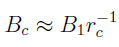 B_c ≈ B_1 r_c^{-1}